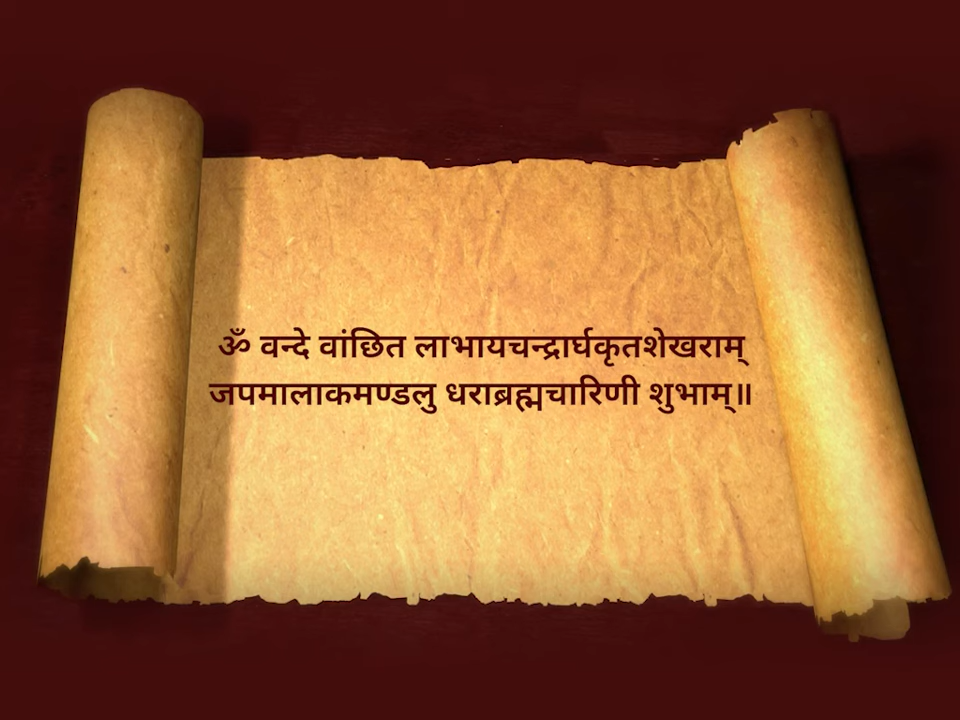 ॐ वन्दे वांछित लाभायचन्द्रार्घकृतशेखराम्
जपमालाकमण्डलु धराब्रह्मचारिणी शुभाम्॥